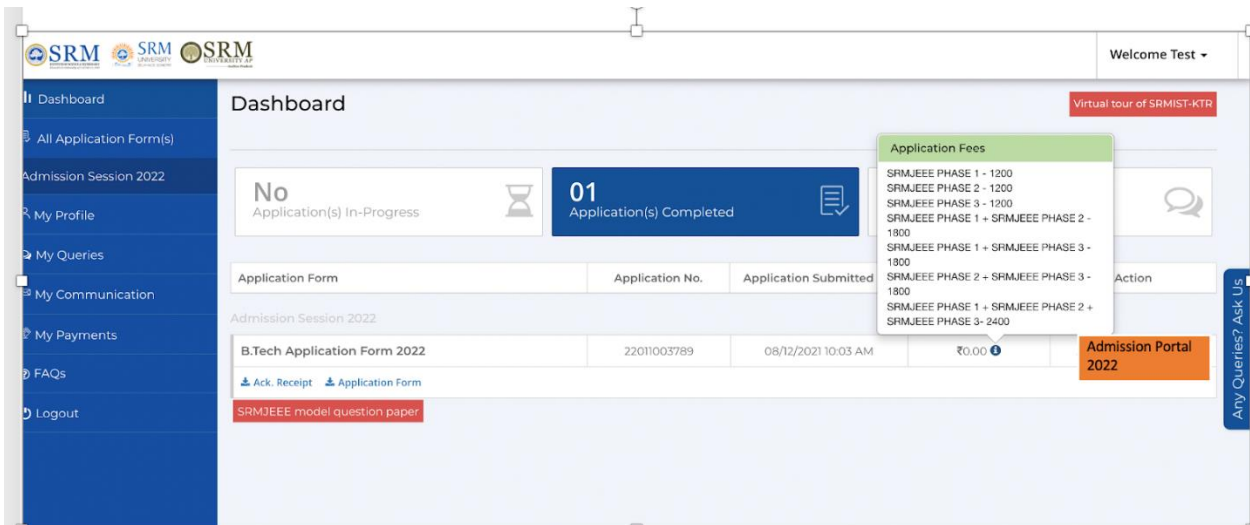 SRM SRM SRM
UNIVERSITY UNIVERSITY AP
Welcome Test
Dashboard
All Application Form(s)
Admission Session 2022
My Profile
My Queries
My Communication
My Payments
FAQs
Logout
Dashboard
Virtual tour of SRMIST-KTR
No
Application(s) In-Progress
01
Application(s) Completed
Application Fees
SRMJEEE PHASE 1 - 1200
SRMJEEE PHASE 2 - 1200
SRMJEEE PHASE 3 - 1200
SRMJEEE PHASE 1 + SRMJEEE PHASE 2 -
1800
SRMJEEE PHASE 1 + SRMJEEE PHASE 3 -
1800
SRMJEEE PHASE 2 + SRMJEEE PHASE 3 -
1800
SRMJEEE PHASE 1 + SRMJEEE PHASE 2 +
SRMJEEE PHASE 3- 2400
Application Form Application No. Application Submitted Action
Admission Session 2022
B.Tech Application Form 2022 22011003789 08/12/2021 10:03 AM ₹0.00
Admission Portal
2022
Ack. Receipt Application Form
SRMJEEE model question paper
Any Queries? Ask Us